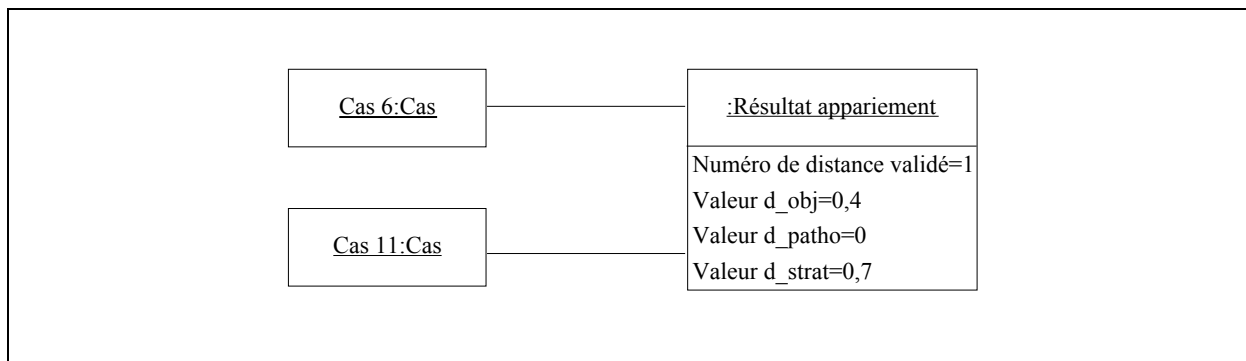 Cas 6:Cas
:Résultat appariement
Numéro de distance validé=1
Valeur d_obj=0,4
Valeur d_patho=0
Valeur d_strat=0,7
Cas 11:Cas